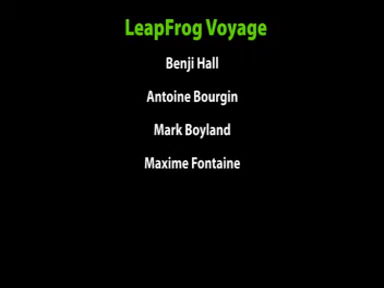 LeapFrog Voyage
Benji Hall
Antoine Bourgin
Mark Boyland
Maxime Fontaine